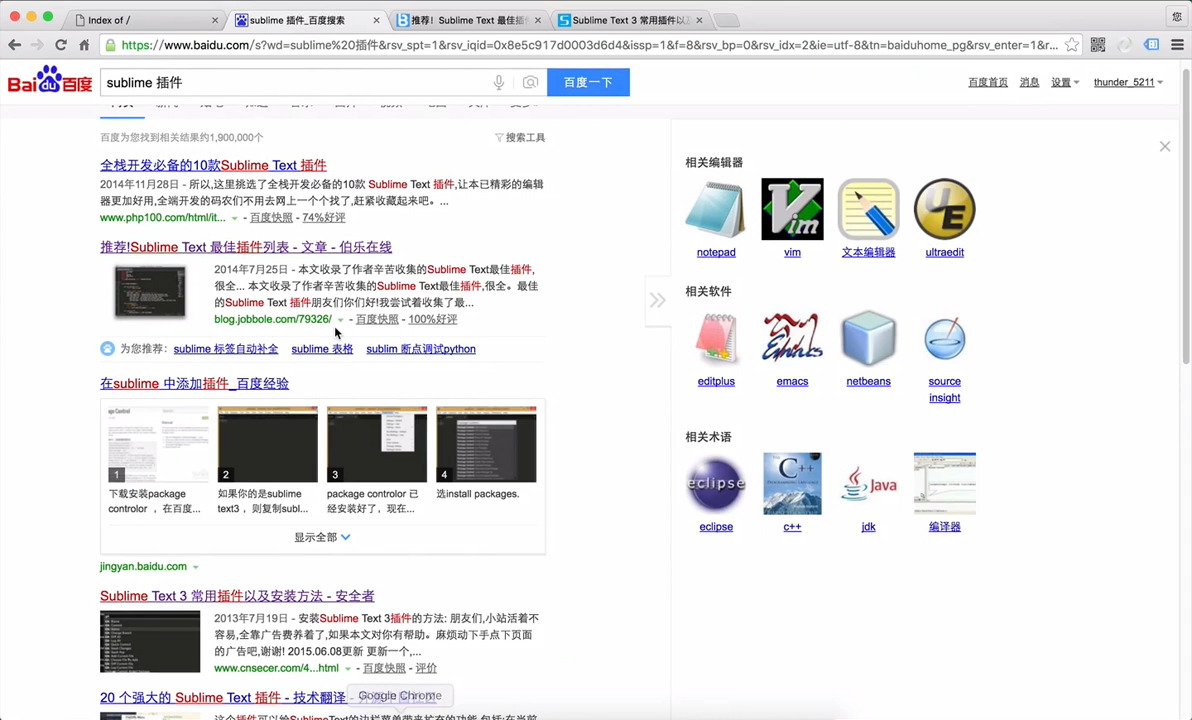 Index of /
sublime 插件_百度搜索
推荐！Sublime Text 最佳插
Sublime Text 3 常用插件以及
您
https://www.baidu.com/s?wd=sublime%20插件&rsv_spt=1&rsv_iqid=0x8e5c917d0003d6d4&issp=1&f=8&rsv_bp=0&rsv_idx=2&ie=utf-8&tn=baiduhome_pg&rsv_enter=1&r...
Bai du 百度
sublime 插件
百度一下
百度首页 消息 设置 thunder_5211
百度为您找到相关结果约1,900,000个
搜索工具
全栈开发必备的10款Sublime Text 插件
2014年11月28日 - 所以,这里挑选了全栈开发必备的10款 Sublime Text 插件,让本已精彩的编辑
器更加好用,全端开发的码农们不用去网上一个个找了,赶紧收藏起来吧。...
www.php100.com/html/it... - 百度快照 - 74%好评
推荐!Sublime Text 最佳插件列表 - 文章 - 伯乐在线
2014年7月25日 - 本文收录了作者辛苦收集的Sublime Text最佳插件,
很全... 本文收录了作者辛苦收集的Sublime Text最佳插件,很全。最佳
的Sublime Text 插件朋友们你们好!我尝试着收集了最...
blog.jobbole.com/79326/ - 百度快照 - 100%好评
为您推荐: sublime 标签自动补全 sublime 表格 sublim 断点调试python
在sublime 中添加插件_百度经验
1
2
3
4
下载安装package
controlor ，在百度...
如果你的是sublime
text3，则复制subl...
package controlor 已
经安装好了，现在...
选install packages.
显示全部
jingyan.baidu.com
Sublime Text 3 常用插件以及安装方法 - 安全者
2013年7月19日 - 安装Sublime Text 3插件的方法: 朋友们,小站活着不
容易,全靠广告费养着了,如果本文对你有帮助。麻烦动下手点下页面
的广告吧,谢谢! 2015.06.08更新 更新一个,...
www.cnsecer.com/4...html - 百度快照 - 评价
20 个强大的 Sublime Text 插件 - 技术翻译 -
Google Chrome
相关编辑器
notepad
vim
文本编辑器
ultraedit
相关软件
editplus
emacs
netbeans
source
insight
相关术语
eclipse
C++
Java
eclipse
c++
jdk
编译器